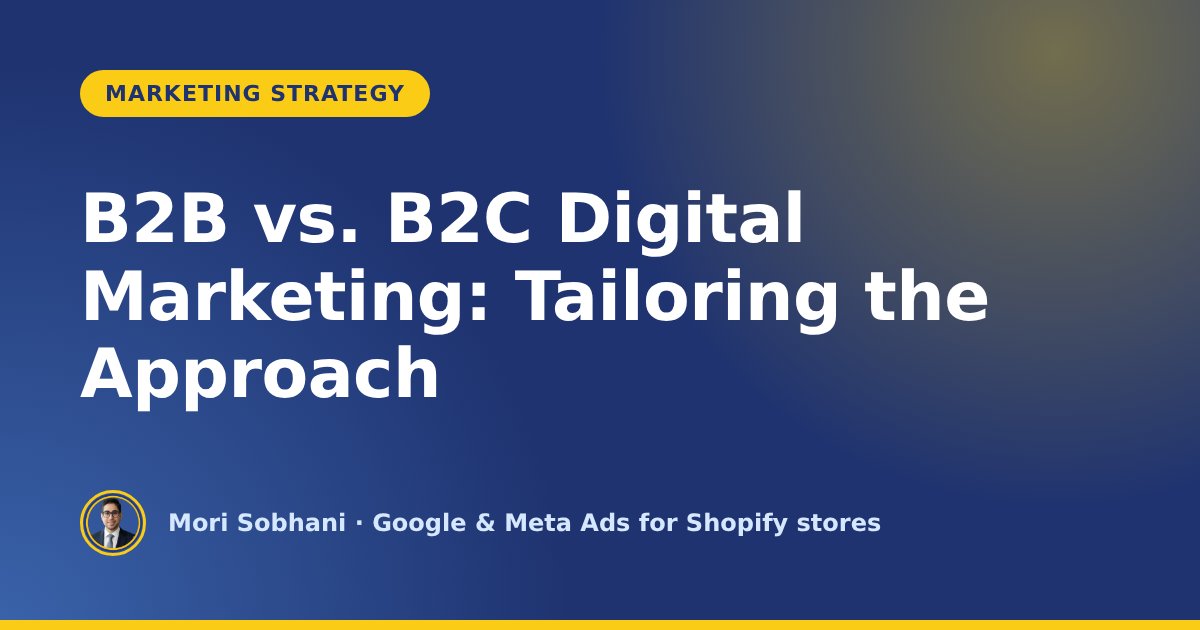 MARKETING STRATEGY
B2B vs. B2C Digital
Marketing: Tailoring the
Approach
Mori Sobhani · Google & Meta Ads for Shopify stores